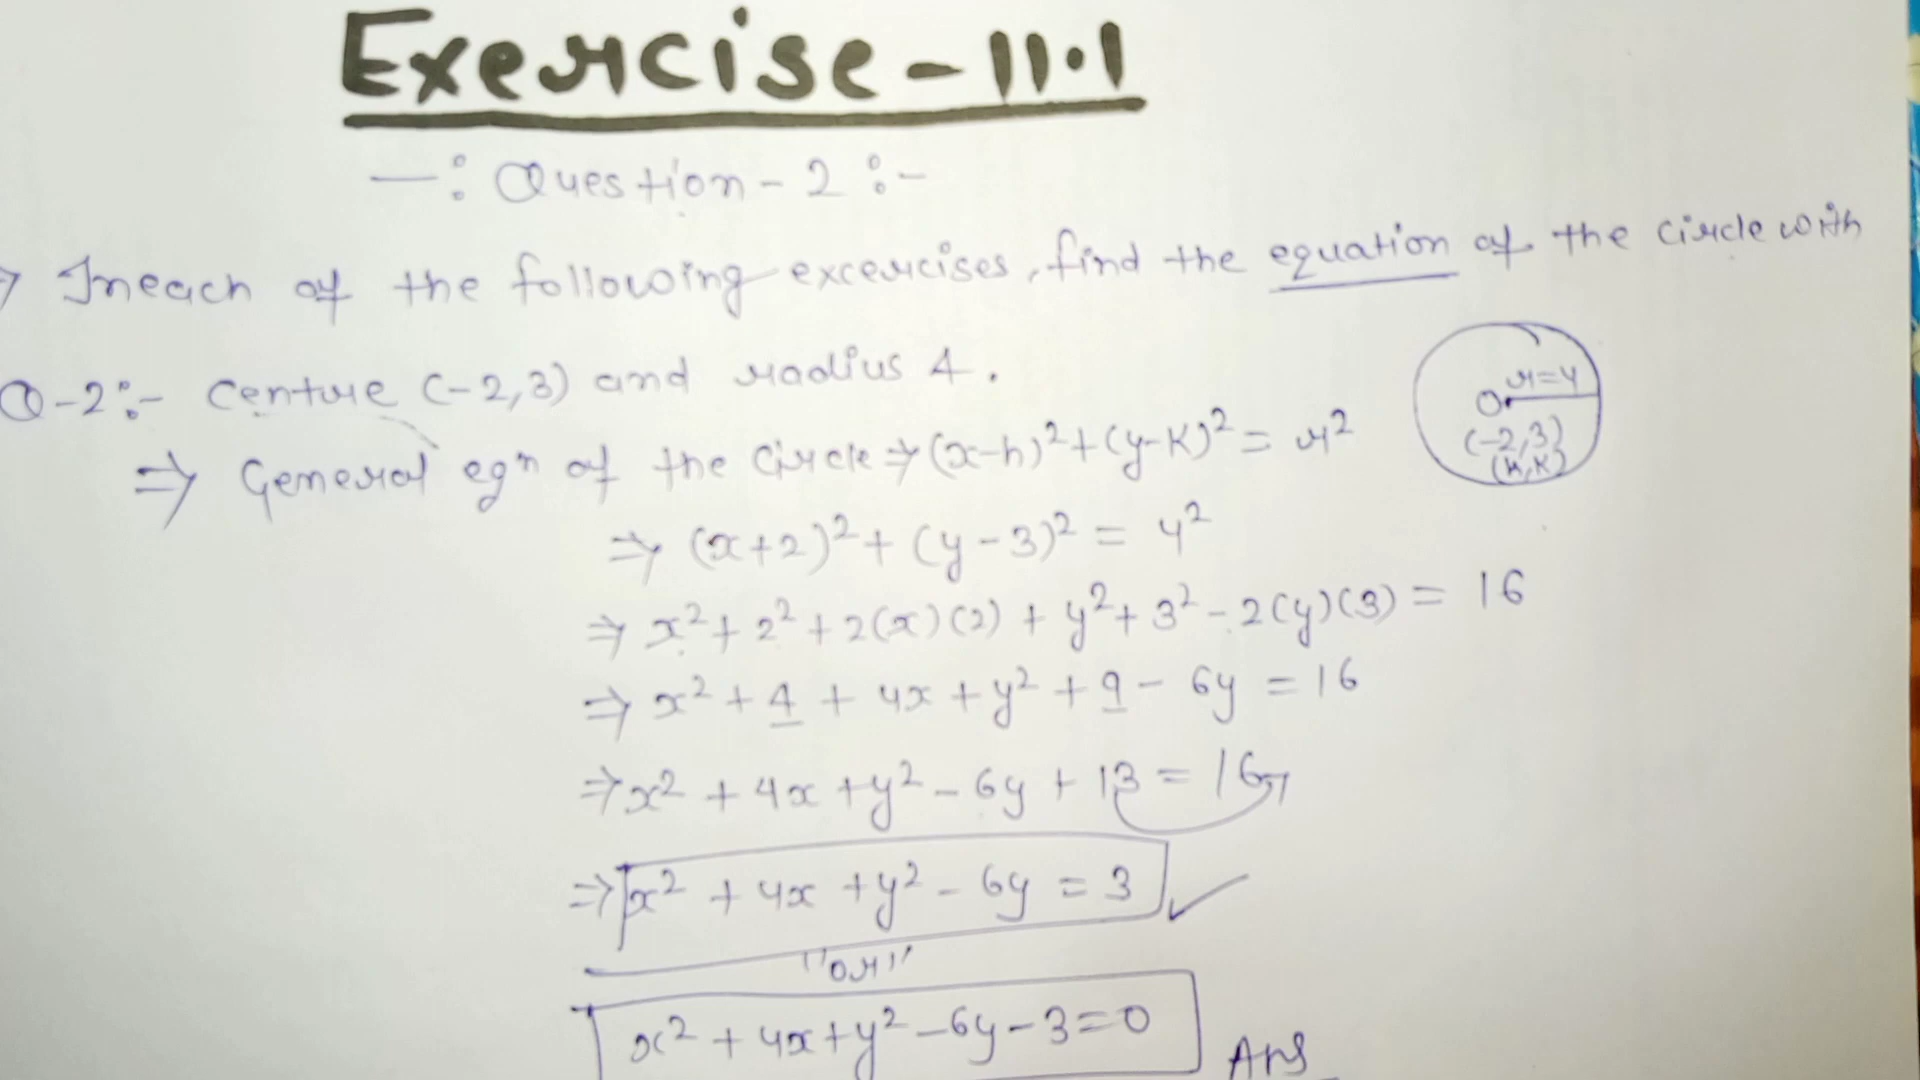 Exercise-11.1
—: Question-2 :-
→ Ineach of the following excercises, find the equation of the circle with
Q-2:- Centre (-2,3) and radius 4.
r=4
O
(-2,3)
(h,k)
⇒ General eqⁿ of the Circle ⇒ (x-h)²+(y-k)² = r²
⇒ (x+2)² + (y-3)² = 4²
⇒ x²+2²+2(x)(2) + y²+3²-2(y)(3) = 16
⇒ x² + 4 + 4x + y² + 9 - 6y = 16
⇒ x² + 4x + y² - 6y + 13 = 16
⇒ x² + 4x + y² - 6y = 3
"or"
x² + 4x + y² - 6y - 3 = 0
Ans